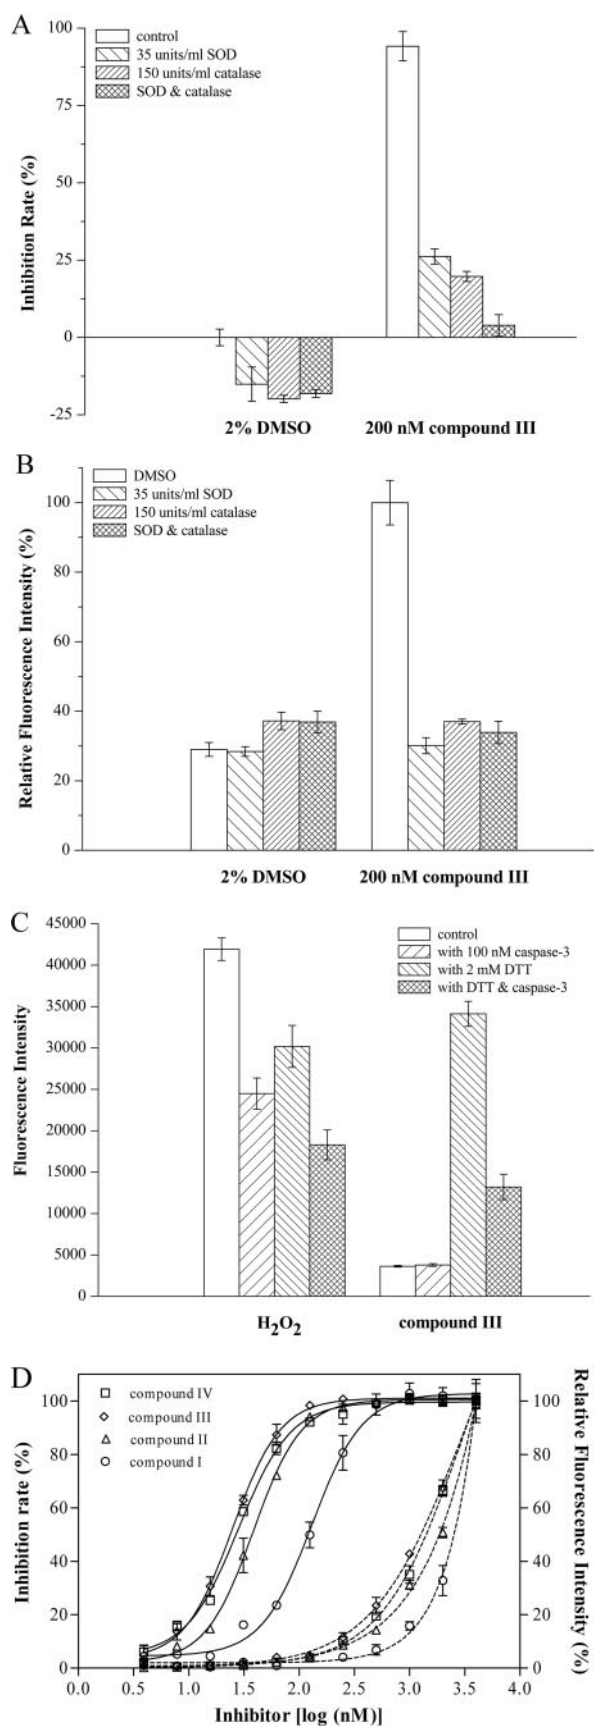 A
control
35 units/ml SOD
150 units/ml catalase
SOD & catalase
Inhibition Rate (%)
100
75
50
25
0
-25
2% DMSO 200 nM compound III
B
DMSO
35 units/ml SOD
150 units/ml catalase
SOD & catalase
Relative Fluorescence Intensity (%)
100
80
60
40
20
0
2% DMSO 200 nM compound III
C
control
with 100 nM caspase-3
with 2 mM DTT
with DTT & caspase-3
Fluorescence Intensity
45000
40000
35000
30000
25000
20000
15000
10000
5000
0
H2O2 compound III
D
compound IV
compound III
compound II
compound I
Inhibition rate (%)
100
80
60
40
20
0
Relative Fluorescence Intensity (%)
100
80
60
40
20
0
0.0 0.5 1.0 1.5 2.0 2.5 3.0 3.5 4.0
Inhibitor [log (nM)]